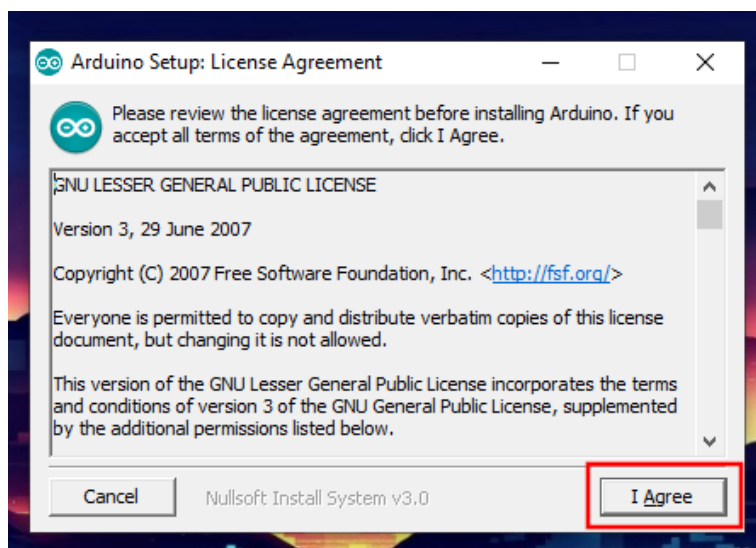 Arduino Setup: License Agreement
Please review the license agreement before installing Arduino. If you
accept all terms of the agreement, click I Agree.
GNU LESSER GENERAL PUBLIC LICENSE
Version 3, 29 June 2007
Copyright (C) 2007 Free Software Foundation, Inc. <http://fsf.org/>
Everyone is permitted to copy and distribute verbatim copies of this license
document, but changing it is not allowed.
This version of the GNU Lesser General Public License incorporates the terms
and conditions of version 3 of the GNU General Public License, supplemented
by the additional permissions listed below.
Cancel
Nullsoft Install System v3.0
I Agree